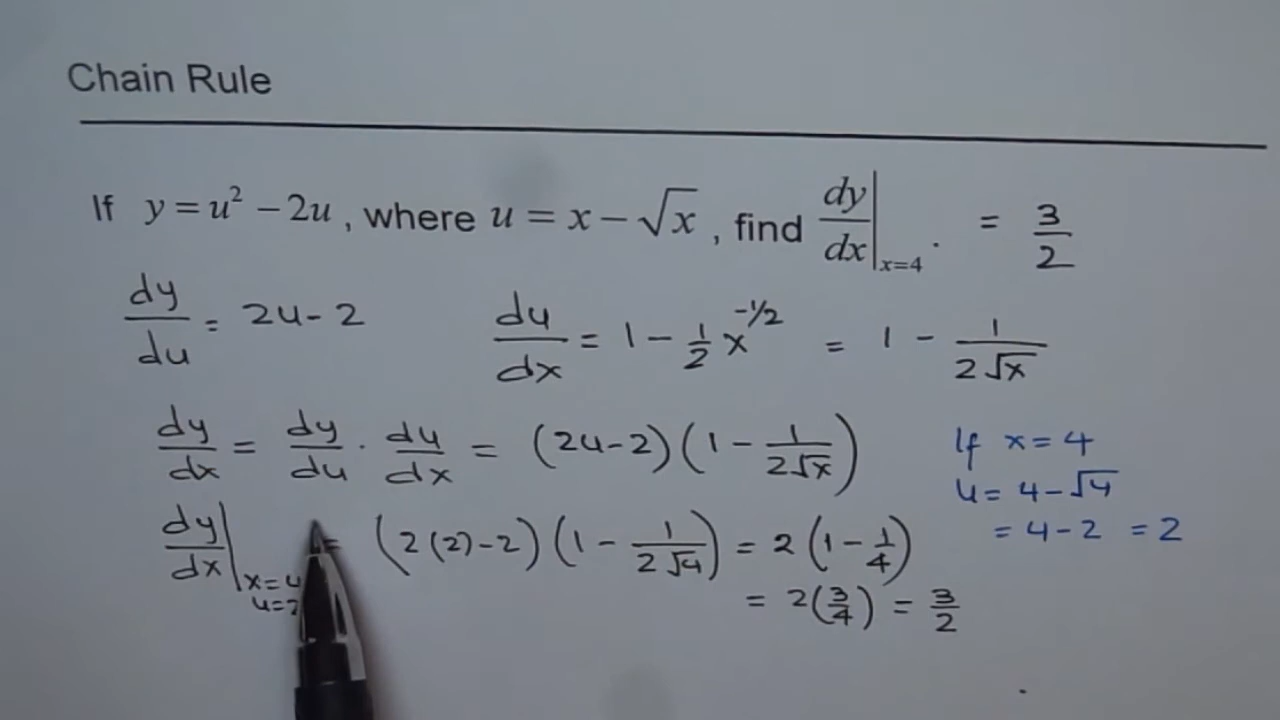 Chain Rule
If y = u² − 2u, where u = x − √x, find dy/dx|ₓ₌₄. = 3/2
dy/du = 2u − 2    du/dx = 1 − 1/2 x^(−1/2) = 1 − 1/(2√x)
dy/dx = dy/du · du/dx = (2u − 2)(1 − 1/(2√x))
If x = 4
u = 4 − √4
= 4 − 2 = 2
dy/dx| x=4 = (2(2) − 2)(1 − 1/(2√4)) = 2(1 − 1/4)
u=2
= 2(3/4) = 3/2